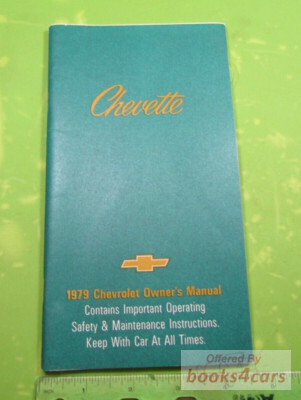 Chevette
1979 Chevrolet Owner's Manual
Contains Important Operating
Safety & Maintenance Instructions.
Keep With Car At All Times.
Offered By
books4cars